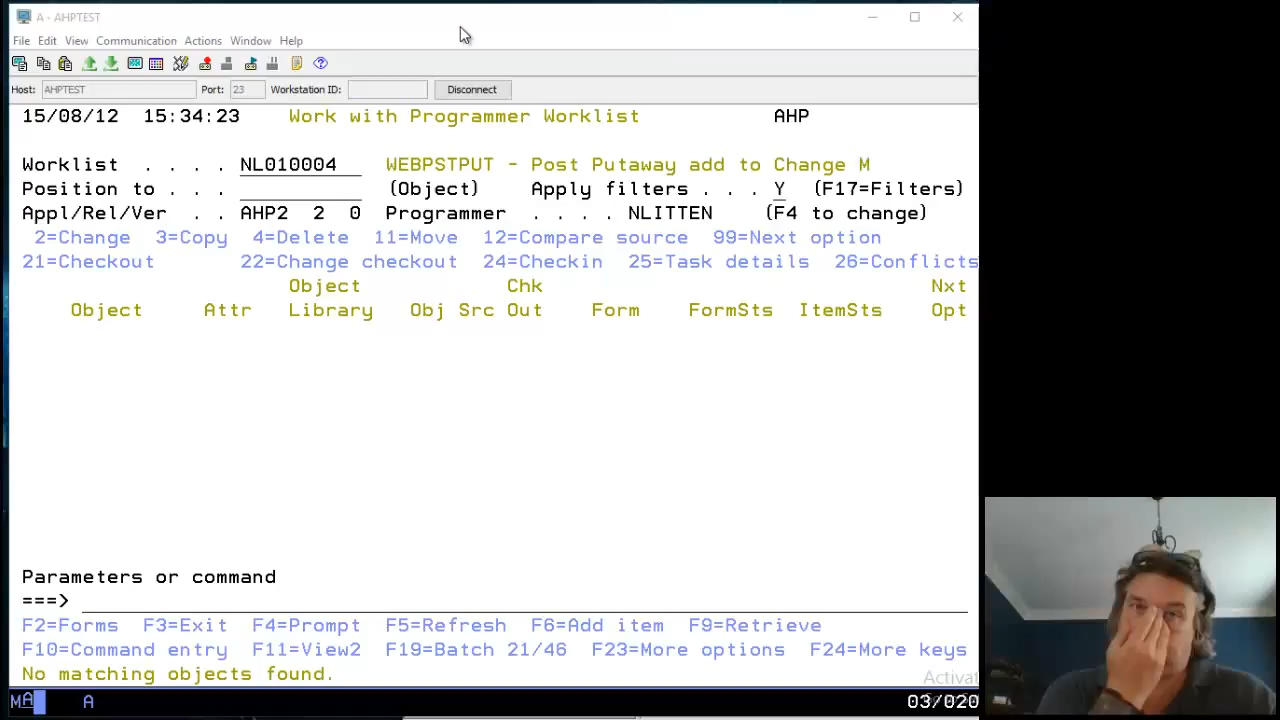 A - AHPTEST
File Edit View Communication Actions Window Help
Host: AHPTEST Port: 23 Workstation ID: Disconnect
15/08/12 15:34:23 Work with Programmer Worklist AHP
Worklist . . . . NL010004 WEBPSTPUT - Post Putaway add to Change M
Position to . . . (Object) Apply filters . . . Y (F17=Filters)
Appl/Rel/Ver . . AHP2 2 0 Programmer . . . . NLITTEN (F4 to change)
2=Change 3=Copy 4=Delete 11=Move 12=Compare source 99=Next option
21=Checkout 22=Change checkout 24=Checkin 25=Task details 26=Conflicts
Object Chk Nxt
Object Attr Library Obj Src Out Form FormSts ItemSts Opt
Parameters or command
===>
F2=Forms F3=Exit F4=Prompt F5=Refresh F6=Add item F9=Retrieve
F10=Command entry F11=View2 F19=Batch 21/46 F23=More options F24=More keys
No matching objects found.
Activat
MA A 03/020